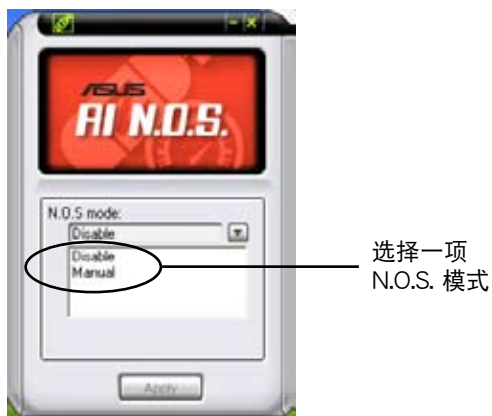 ASUS
AI N.O.S.
N.O.S mode:
Disable
Disable
Manual
Apply
选择一项
N.O.S. 模式